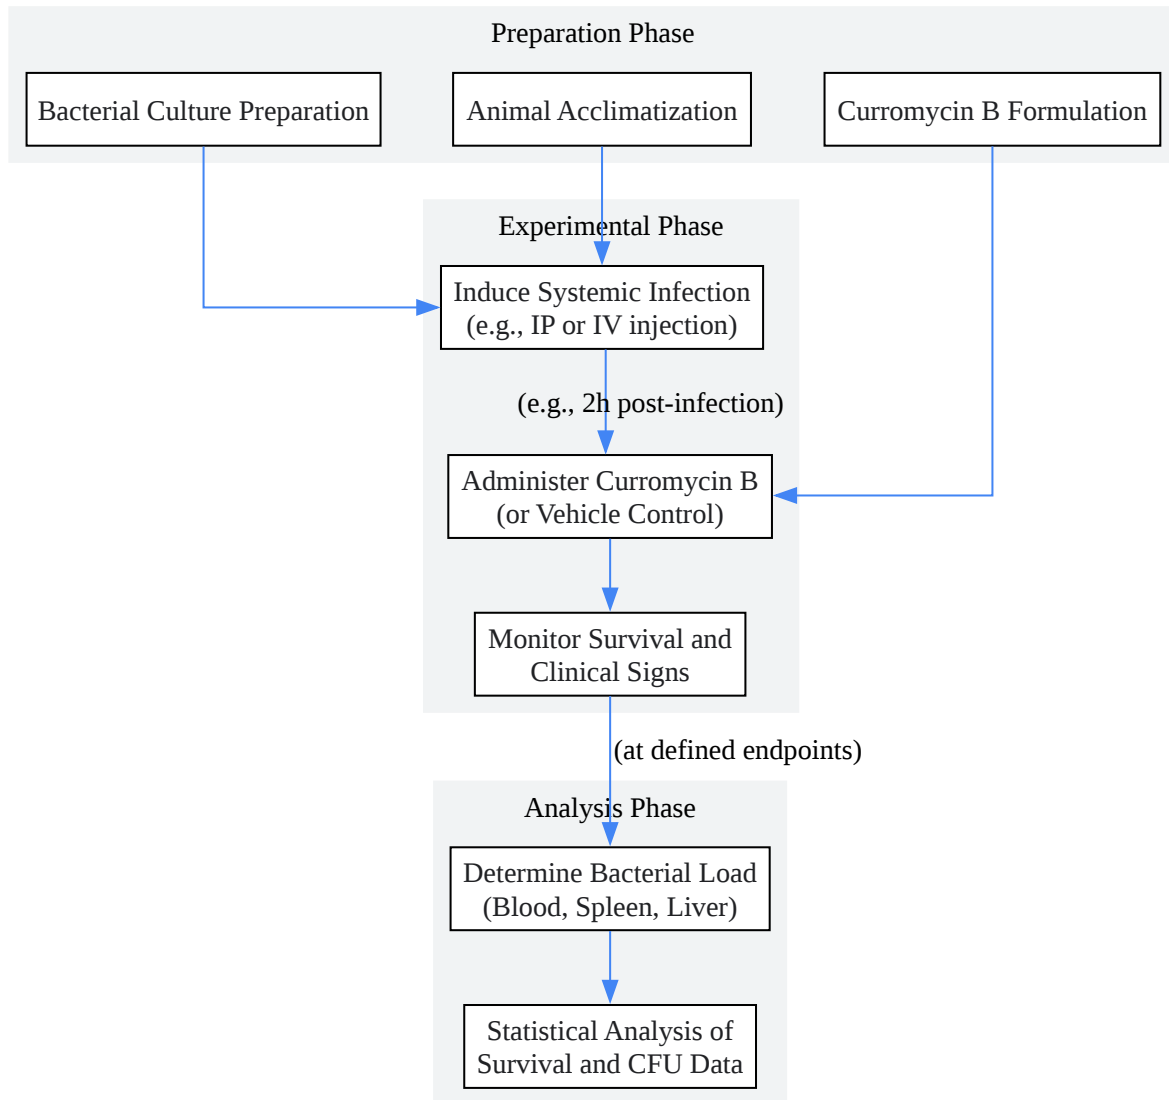 Preparation Phase
Bacterial Culture Preparation
Animal Acclimatization
Curromycin B Formulation
Experimental Phase
Induce Systemic Infection
(e.g., IP or IV injection)
(e.g., 2h post-infection)
Administer Curromycin B
(or Vehicle Control)
Monitor Survival and
Clinical Signs
(at defined endpoints)
Analysis Phase
Determine Bacterial Load
(Blood, Spleen, Liver)
Statistical Analysis of
Survival and CFU Data